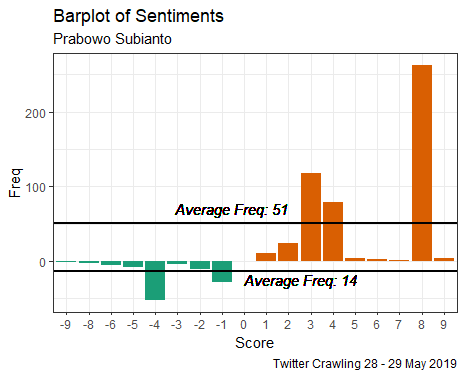 Barplot of Sentiments
Prabowo Subianto
Freq
200
100
0
Average Freq: 51
Average Freq: 14
-9 -8 -6 -5 -4 -3 -2 -1 0 1 2 3 4 5 6 7 8 9
Score
Twitter Crawling 28 - 29 May 2019